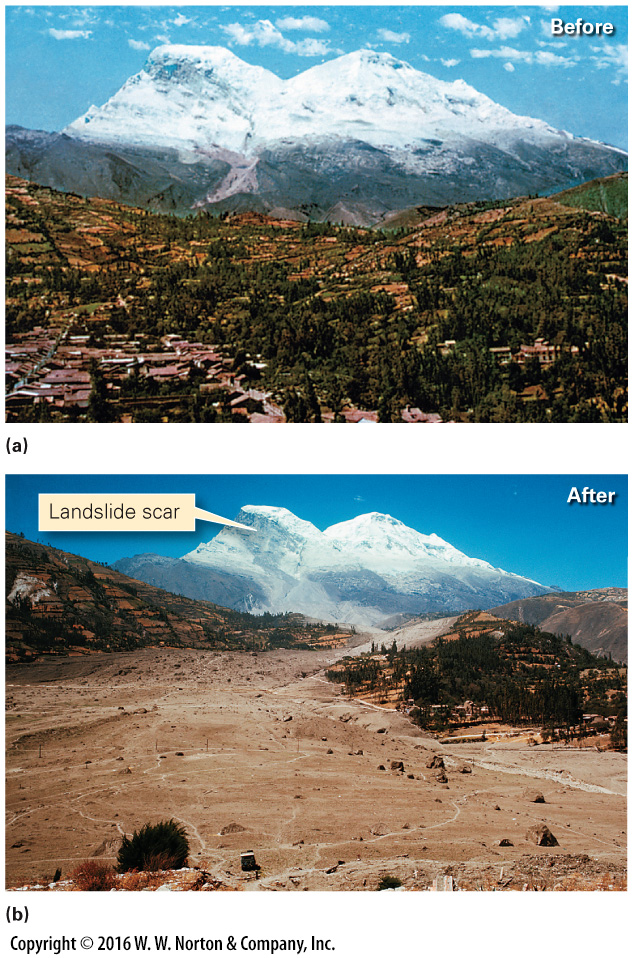 Before
(a)
Landslide scar
After
(b)
Copyright © 2016 W. W. Norton & Company, Inc.